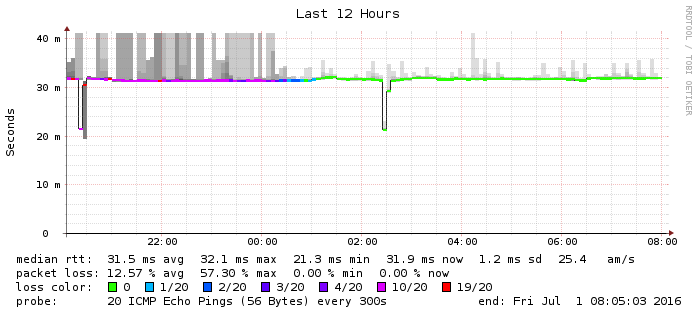 Last 12 Hours
RRDTOOL / TOBI OETIKER
Seconds
40 m
30 m
20 m
10 m
0
22:00 00:00 02:00 04:00 06:00 08:00
median rtt: 31.5 ms avg 32.1 ms max 21.3 ms min 31.9 ms now 1.2 ms sd 25.4 am/s
packet loss: 12.57 % avg 57.30 % max 0.00 % min 0.00 % now
loss color: 0 1/20 2/20 3/20 4/20 10/20 19/20
probe: 20 ICMP Echo Pings (56 Bytes) every 300s end: Fri Jul 1 08:05:03 2016